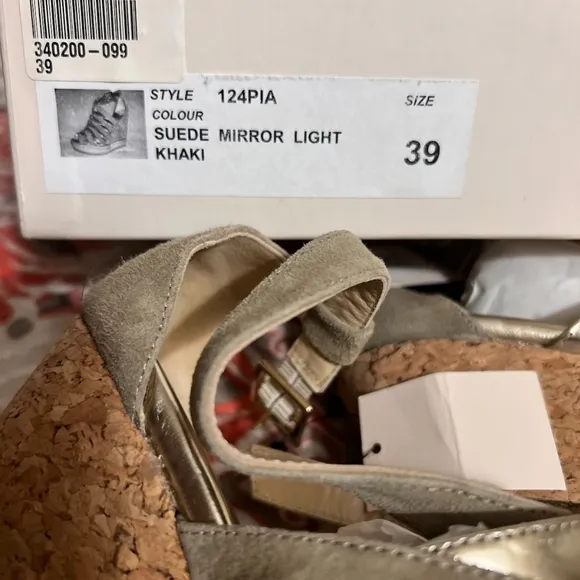 340200-099
39
STYLE 124PIA SIZE
COLOUR
SUEDE MIRROR LIGHT 39
KHAKI